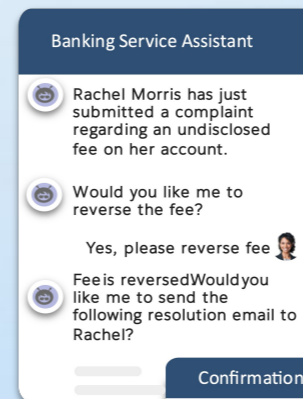 Banking Service Assistant
Rachel Morris has just
submitted a complaint
regarding an undisclosed
fee on her account.
Would you like me to
reverse the fee?
Yes, please reverse fee
Feeis reversedWouldyou
like me to send the
following resolution email to
Rachel?
Confirmation